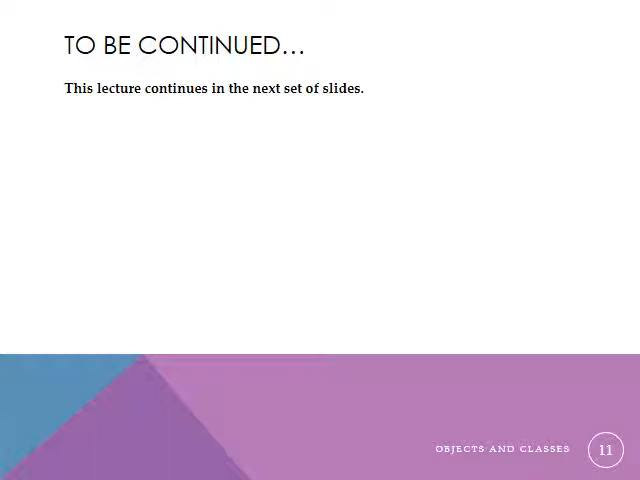 TO BE CONTINUED…
This lecture continues in the next set of slides.
OBJECTS AND CLASSES
11